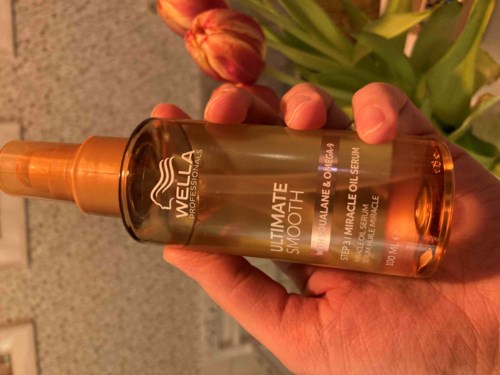 WELLA
PROFESSIONALS
ULTIMATE
SMOOTH
SQUALANE & OMEGA-9
STEP 3 | MIRACLE OIL SERUM
100 ML